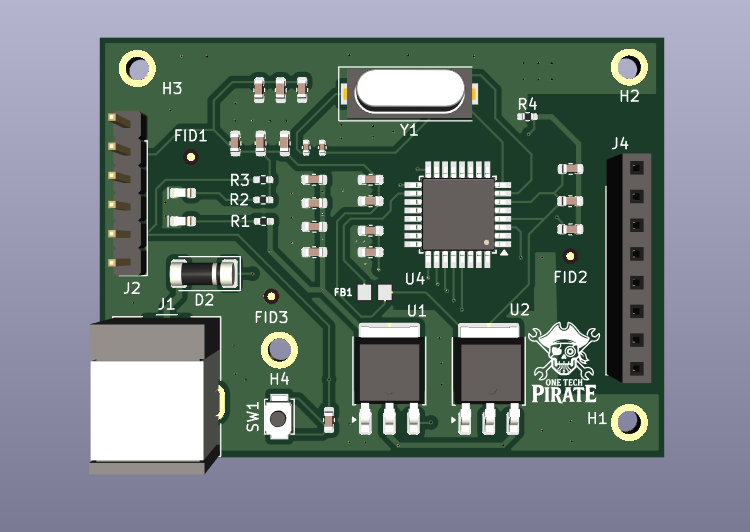 H3
H2
R4
Y1
FID1
J4
R3
R2
R1
J2
D2
FB1
U4
FID2
J1
FID3
U1
U2
H4
SW1
ONE TECH
PIRATE
H1